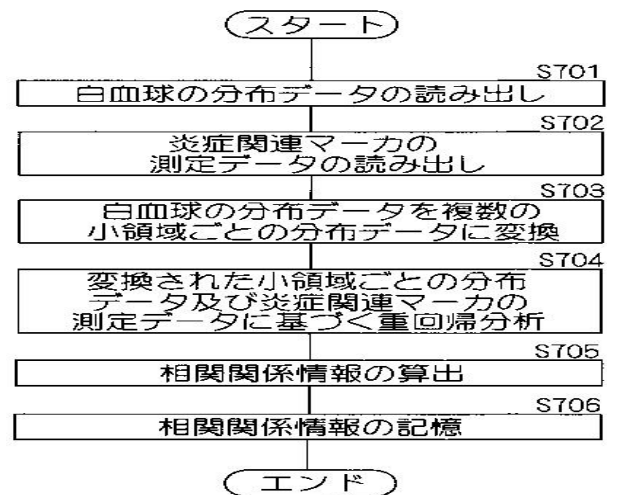 スタート
S701
白血球の分布データの読み出し
S702
炎症関連マーカの
測定データの読み出し
S703
白血球の分布データを複数の
小領域ごとの分布データに変換
S704
変換された小領域ごとの分布
データ及び炎症関連マーカの
測定データに基づく重回帰分析
S705
相関関係情報の算出
S706
相関関係情報の記憶
エンド